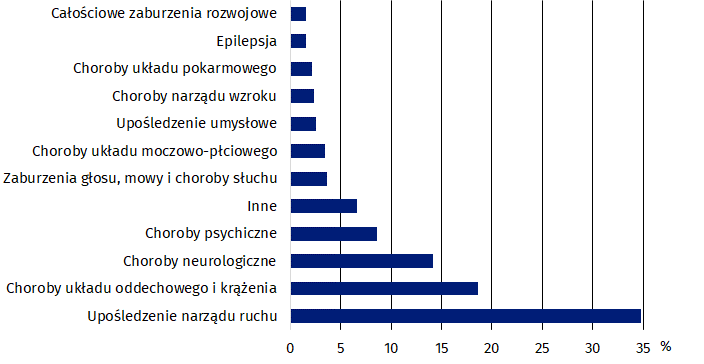 Całościowe zaburzenia rozwojowe
Epilepsja
Choroby układu pokarmowego
Choroby narządu wzroku
Upośledzenie umysłowe
Choroby układu moczowo-płciowego
Zaburzenia głosu, mowy i choroby słuchu
Inne
Choroby psychiczne
Choroby neurologiczne
Choroby układu oddechowego i krążenia
Upośledzenie narządu ruchu
0 5 10 15 20 25 30 35 %